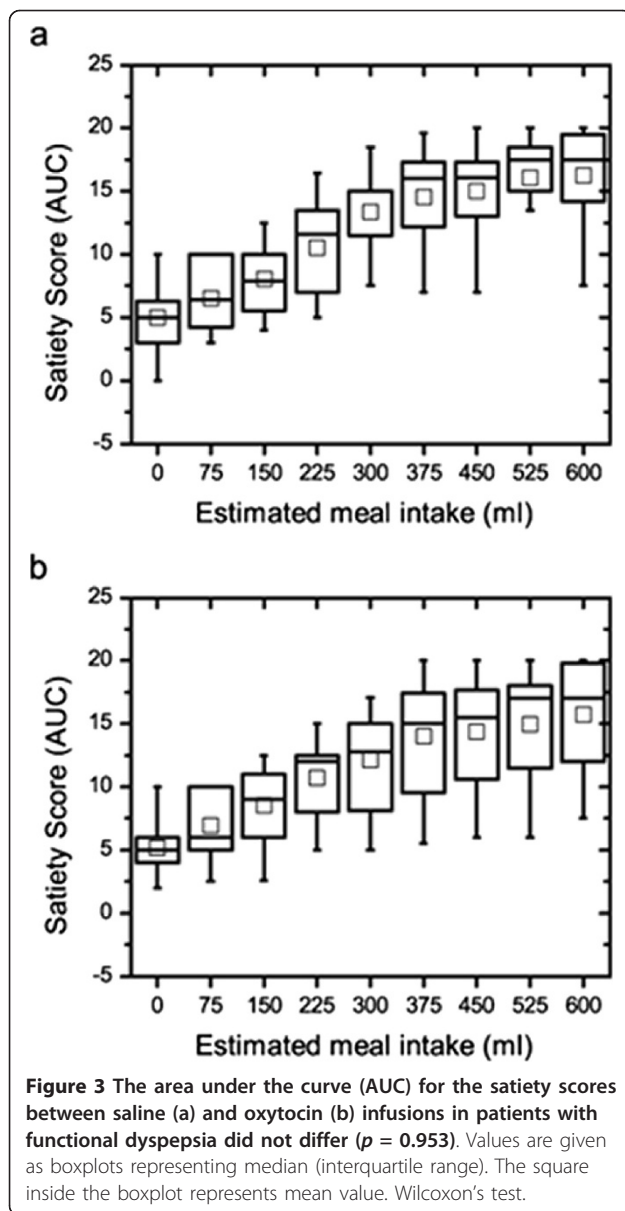 a
25
20
15
10
5
0
-5
Satiety Score (AUC)
0 75 150 225 300 375 450 525 600
Estimated meal intake (ml)
b
25
20
15
10
5
0
-5
Satiety Score (AUC)
0 75 150 225 300 375 450 525 600
Estimated meal intake (ml)
Figure 3 The area under the curve (AUC) for the satiety scores
between saline (a) and oxytocin (b) infusions in patients with
functional dyspepsia did not differ (p = 0.953). Values are given
as boxplots representing median (interquartile range). The square
inside the boxplot represents mean value. Wilcoxon's test.